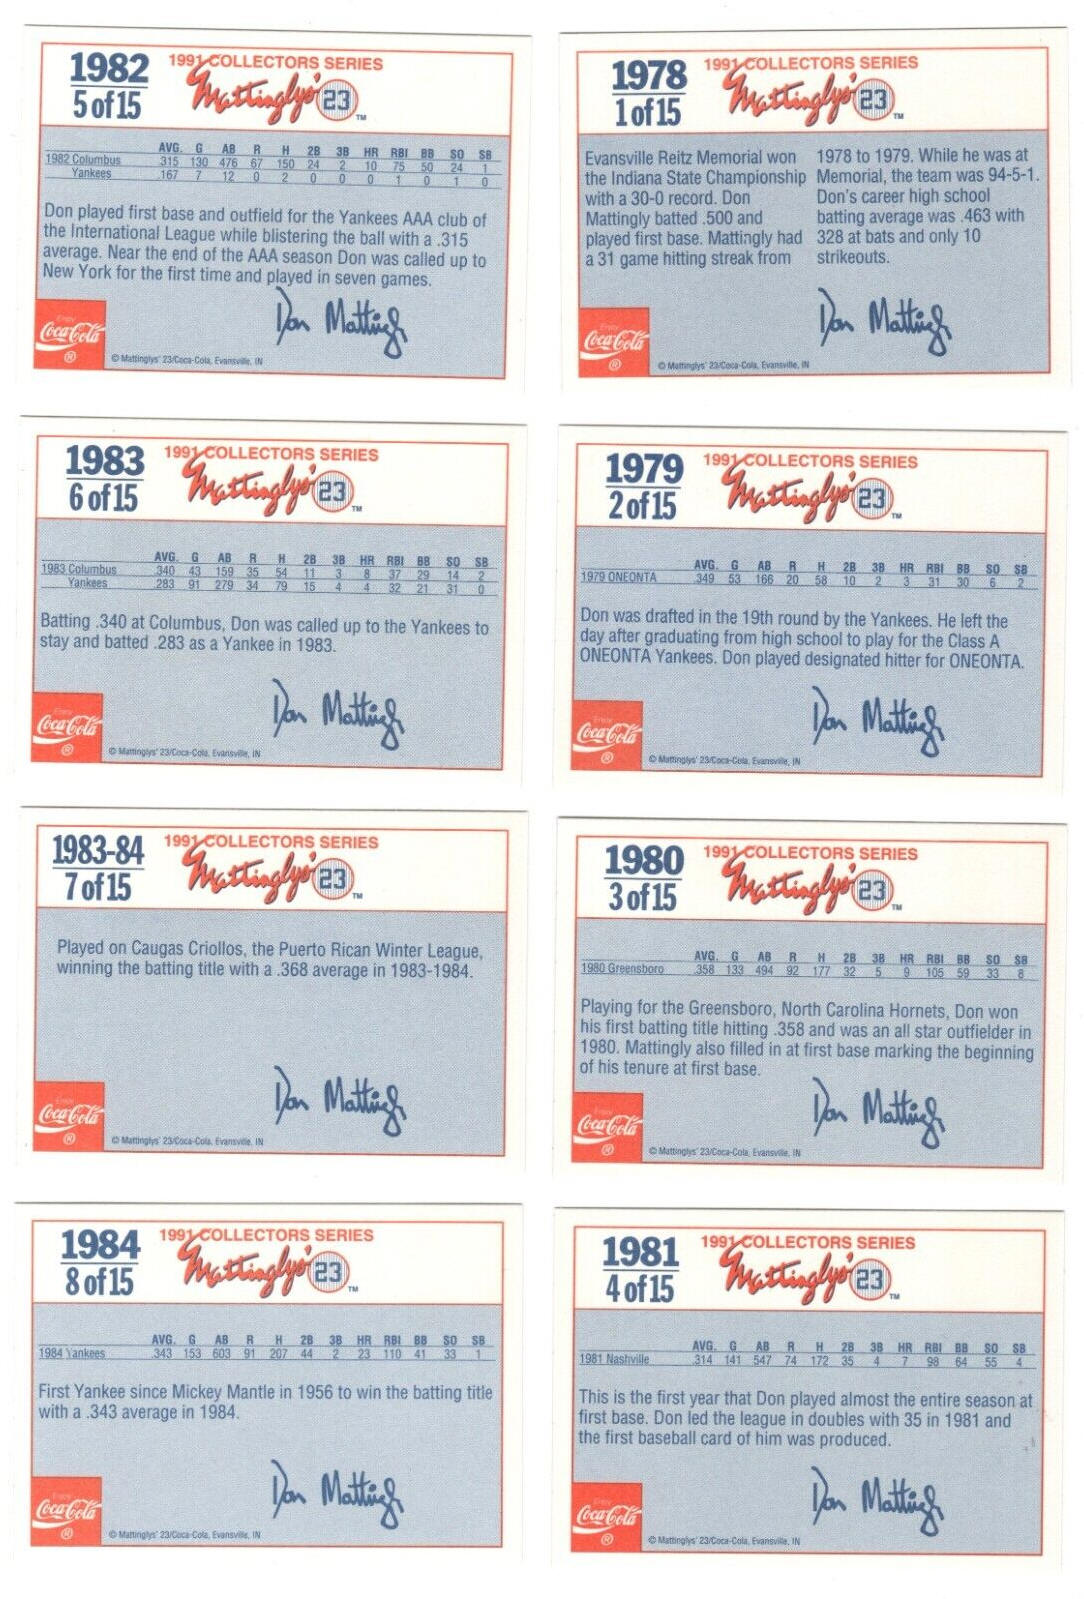 1982
5 of 15
1991 COLLECTORS SERIES
Mattingly's 23 ™
AVG. G AB R H 2B 3B HR RBI BB SO SB
1982 Columbus .315 130 476 67 150 24 2 10 75 50 24 1
Yankees .167 7 12 0 2 0 0 0 1 0 1 0
Don played first base and outfield for the Yankees AAA club of
the International League while blistering the ball with a .315
average. Near the end of the AAA season Don was called up to
New York for the first time and played in seven games.
Don Mattingly
Enjoy
Coca-Cola
®
© Mattinglys' 23/Coca-Cola, Evansville, IN
1978
1 of 15
1991 COLLECTORS SERIES
Mattingly's 23 ™
Evansville Reitz Memorial won
the Indiana State Championship
with a 30-0 record. Don
Mattingly batted .500 and
played first base. Mattingly had
a 31 game hitting streak from
1978 to 1979. While he was at
Memorial, the team was 94-5-1.
Don's career high school
batting average was .463 with
328 at bats and only 10
strikeouts.
Don Mattingly
Enjoy
Coca-Cola
®
© Mattinglys' 23/Coca-Cola, Evansville, IN
1983
6 of 15
1991 COLLECTORS SERIES
Mattingly's 23 ™
AVG. G AB R H 2B 3B HR RBI BB SO SB
1983 Columbus .340 43 159 35 54 11 3 8 37 29 14 2
Yankees .283 91 279 34 79 15 4 4 32 21 31 0
Batting .340 at Columbus, Don was called up to the Yankees to
stay and batted .283 as a Yankee in 1983.
Don Mattingly
Enjoy
Coca-Cola
®
© Mattinglys' 23/Coca-Cola, Evansville, IN
1979
2 of 15
1991 COLLECTORS SERIES
Mattingly's 23 ™
AVG. G AB R H 2B 3B HR RBI BB SO SB
1979 ONEONTA .349 53 166 20 58 10 2 3 31 30 6 2
Don was drafted in the 19th round by the Yankees. He left the
day after graduating from high school to play for the Class A
ONEONTA Yankees. Don played designated hitter for ONEONTA.
Don Mattingly
Enjoy
Coca-Cola
®
© Mattinglys' 23/Coca-Cola, Evansville, IN
1983-84
7 of 15
1991 COLLECTORS SERIES
Mattingly's 23 ™
Played on Caugas Criollos, the Puerto Rican Winter League,
winning the batting title with a .368 average in 1983-1984.
Don Mattingly
Enjoy
Coca-Cola
®
© Mattinglys' 23/Coca-Cola, Evansville, IN
1980
3 of 15
1991 COLLECTORS SERIES
Mattingly's 23 ™
AVG. G AB R H 2B 3B HR RBI BB SO SB
1980 Greensboro .358 133 494 92 177 32 5 9 105 59 33 8
Playing for the Greensboro, North Carolina Hornets, Don won
his first batting title hitting .358 and was an all star outfielder in
1980. Mattingly also filled in at first base marking the beginning
of his tenure at first base.
Don Mattingly
Enjoy
Coca-Cola
®
© Mattinglys' 23/Coca-Cola, Evansville, IN
1984
8 of 15
1991 COLLECTORS SERIES
Mattingly's 23 ™
AVG. G AB R H 2B 3B HR RBI BB SO SB
1984 Yankees .343 153 603 91 207 44 2 23 110 41 33 1
First Yankee since Mickey Mantle in 1956 to win the batting title
with a .343 average in 1984.
Don Mattingly
Enjoy
Coca-Cola
®
© Mattinglys' 23/Coca-Cola, Evansville, IN
1981
4 of 15
1991 COLLECTORS SERIES
Mattingly's 23 ™
AVG. G AB R H 2B 3B HR RBI BB SO SB
1981 Nashville .314 141 547 74 172 35 4 7 98 64 55 4
This is the first year that Don played almost the entire season at
first base. Don led the league in doubles with 35 in 1981 and
the first baseball card of him was produced.
Don Mattingly
Enjoy
Coca-Cola
®
© Mattinglys' 23/Coca-Cola, Evansville, IN